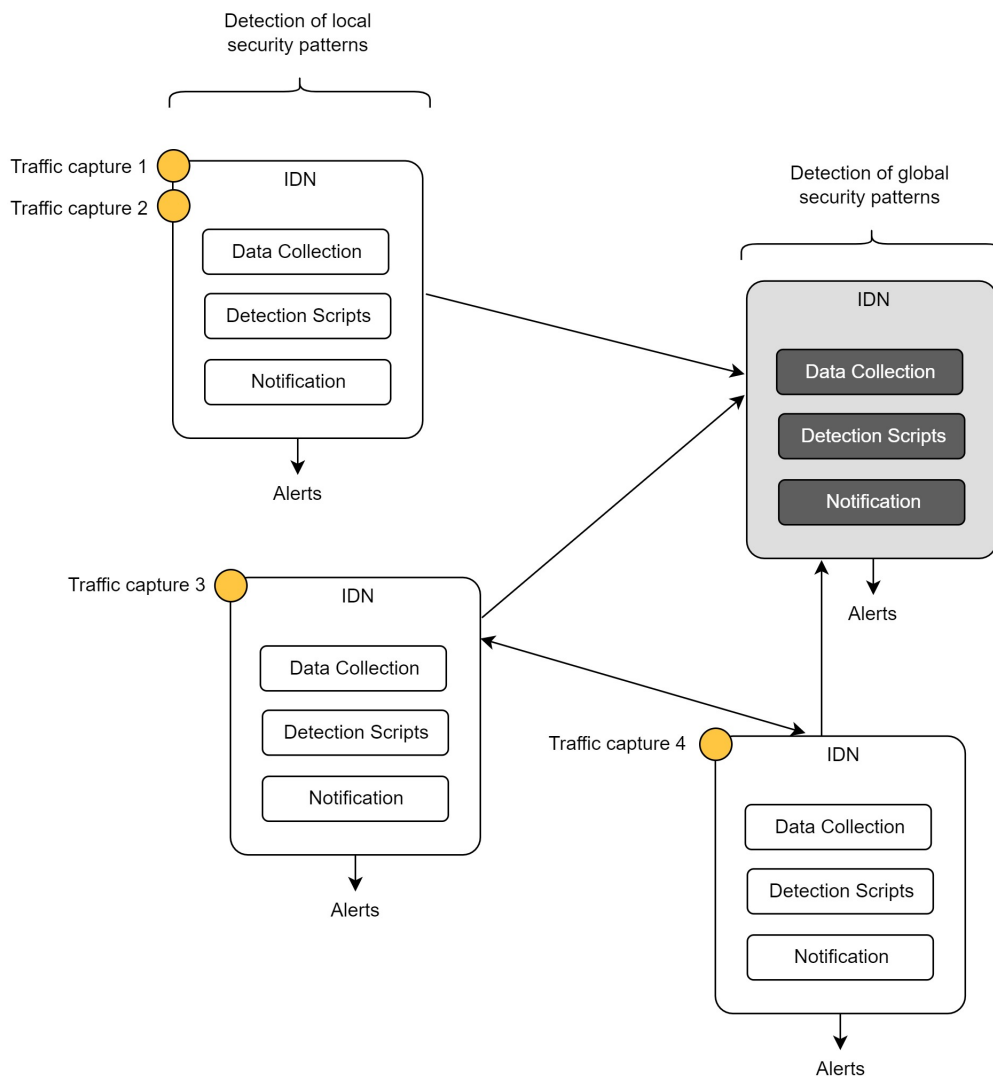 Detection of local
security patterns
Traffic capture 1
IDN
Traffic capture 2
Data Collection
Detection Scripts
Notification
Alerts
Detection of global
security patterns
IDN
Data Collection
Detection Scripts
Notification
Alerts
Traffic capture 3
IDN
Data Collection
Detection Scripts
Notification
Alerts
Traffic capture 4
IDN
Data Collection
Detection Scripts
Notification
Alerts